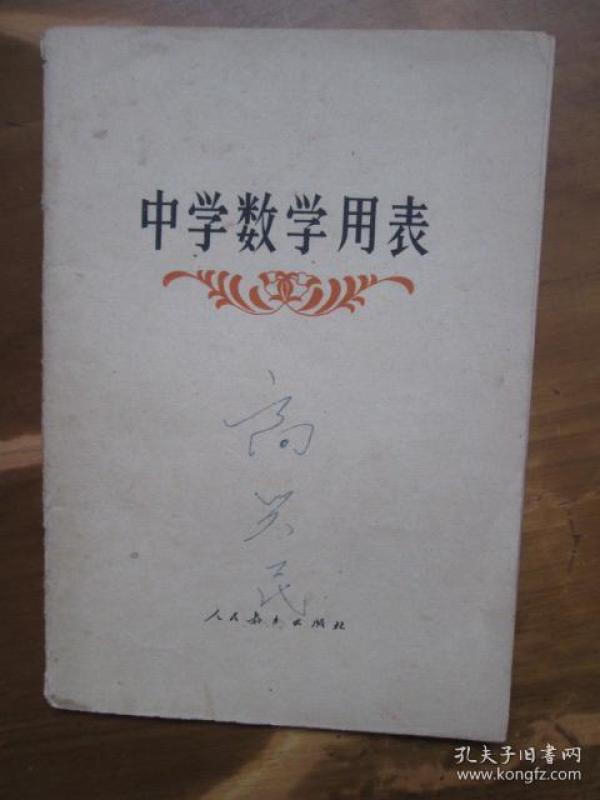 中学数学用表
高
兴
民
人民教育出版社
孔夫子旧書网
www.kongfz.com